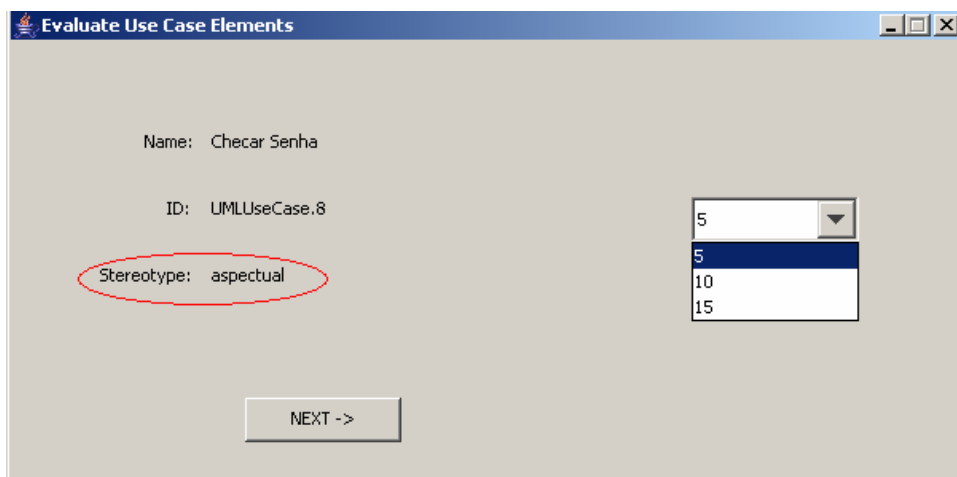 Evaluate Use Case Elements
Name: Checar Senha
ID: UMLUseCase.8
5
5
Stereotype: aspectual
10
15
NEXT ->